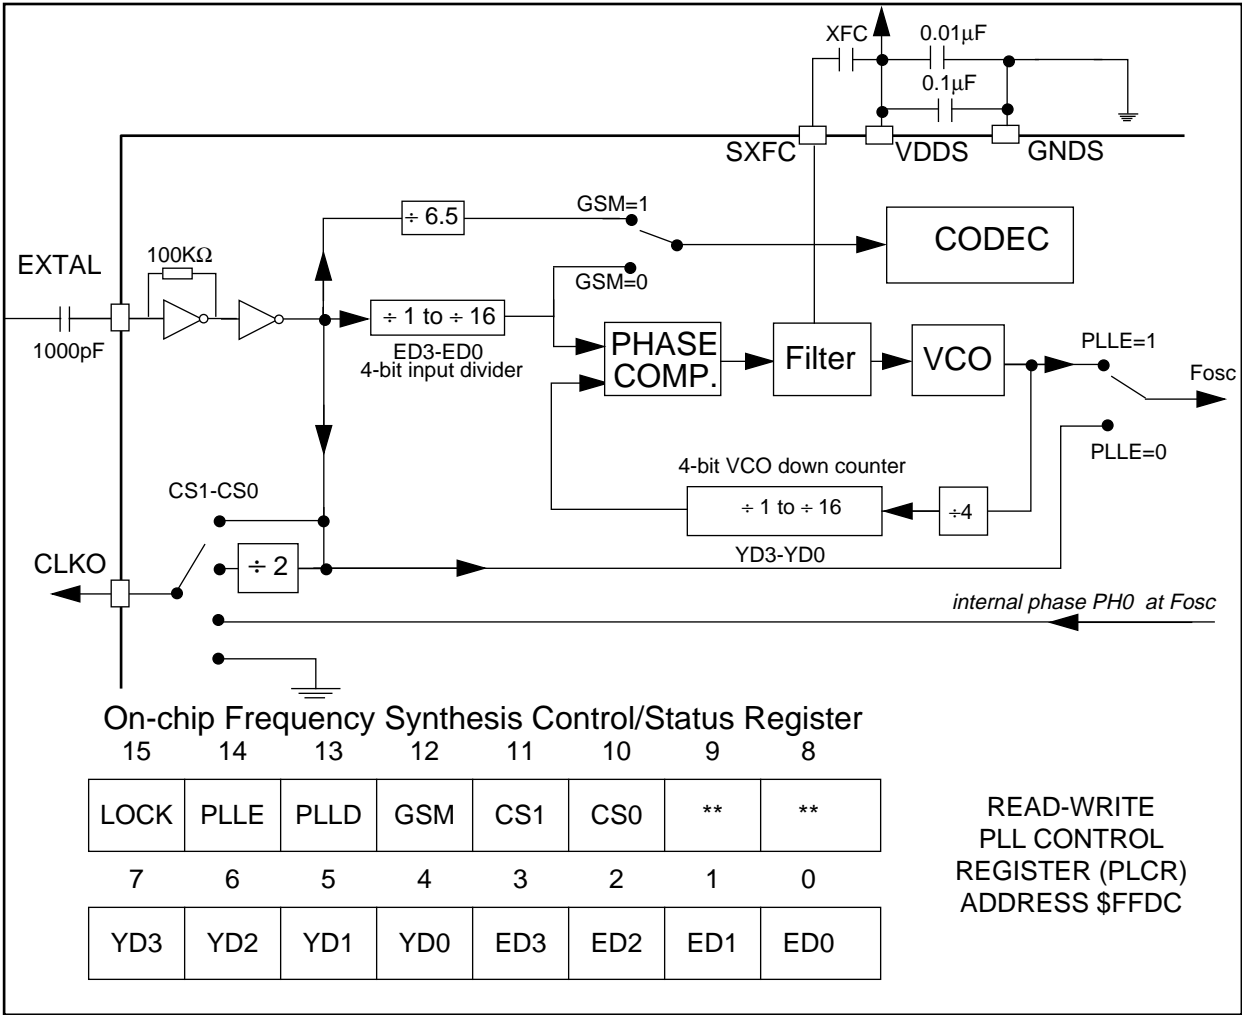 XFC
0.01μF
0.1μF
SXFC
VDDS
GNDS
÷ 6.5
GSM=1
CODEC
EXTAL
100KΩ
GSM=0
÷ 1 to ÷ 16
1000pF
ED3-ED0
4-bit input divider
PHASE
COMP.
Filter
VCO
PLLE=1
Fosc
PLLE=0
4-bit VCO down counter
÷ 1 to ÷ 16
÷4
YD3-YD0
CS1-CS0
CLKO
÷ 2
internal phase PH0 at Fosc
On-chip Frequency Synthesis Control/Status Register
15 14 13 12 11 10 9 8
LOCK PLLE PLLD GSM CS1 CS0 ** **
7 6 5 4 3 2 1 0
YD3 YD2 YD1 YD0 ED3 ED2 ED1 ED0
READ-WRITE
PLL CONTROL
REGISTER (PLCR)
ADDRESS $FFDC